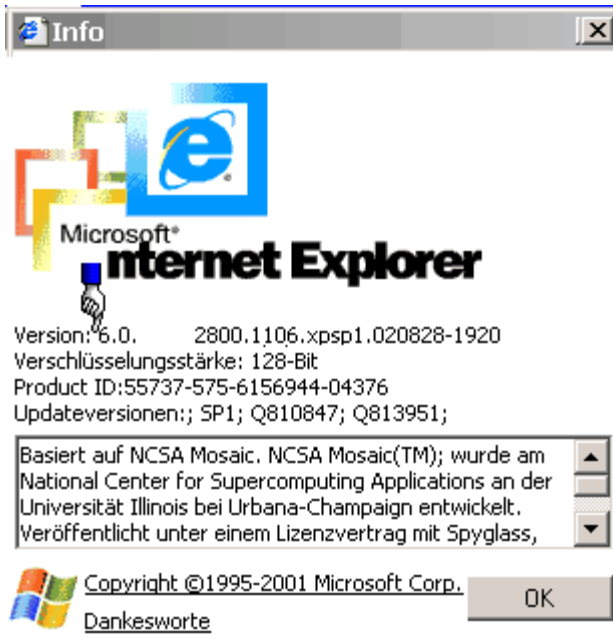 Info
Microsoft®
nternet Explorer
Version: 6.0. 2800.1106.xpsp1.020828-1920
Verschlüsselungsstärke: 128-Bit
Product ID:55737-575-6156944-04376
Updateversionen:; SP1; Q810847; Q813951;
Basiert auf NCSA Mosaic. NCSA Mosaic(TM); wurde am
National Center for Supercomputing Applications an der
Universität Illinois bei Urbana-Champaign entwickelt.
Veröffentlicht unter einem Lizenzvertrag mit Spyglass,
Copyright ©1995-2001 Microsoft Corp.
OK
Dankesworte